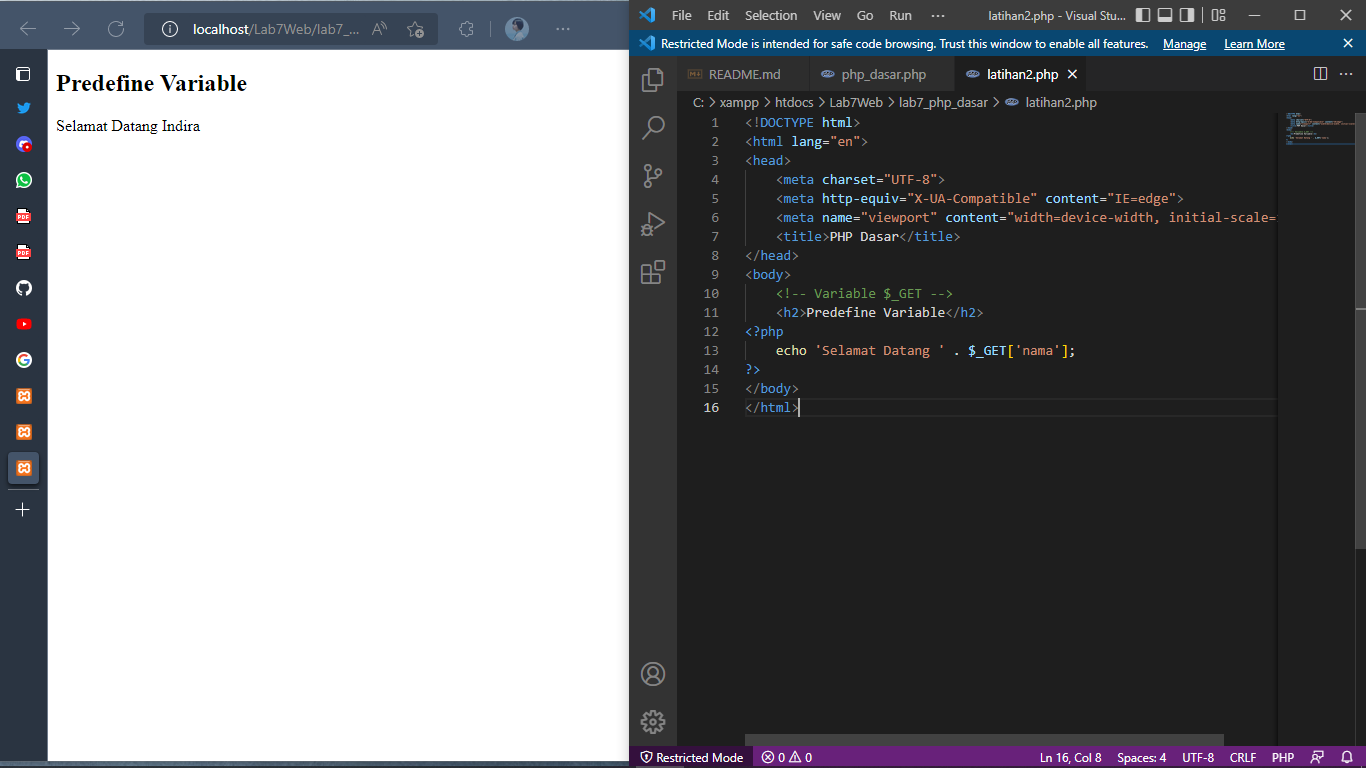 localhost/Lab7Web/lab7_...
Predefine Variable
Selamat Datang Indira
File Edit Selection View Go Run ··· latihan2.php - Visual Stu...
Restricted Mode is intended for safe code browsing. Trust this window to enable all features. Manage Learn More
README.md php_dasar.php latihan2.php
C: > xampp > htdocs > Lab7Web > lab7_php_dasar > latihan2.php
1 <!DOCTYPE html>
2 <html lang="en">
3 <head>
4 <meta charset="UTF-8">
5 <meta http-equiv="X-UA-Compatible" content="IE=edge">
6 <meta name="viewport" content="width=device-width, initial-scale=
7 <title>PHP Dasar</title>
8 </head>
9 <body>
10 <!-- Variable $_GET -->
11 <h2>Predefine Variable</h2>
12 <?php
13 echo 'Selamat Datang ' . $_GET['nama'];
14 ?>
15 </body>
16 </html>
Restricted Mode 0 0 Ln 16, Col 8 Spaces: 4 UTF-8 CRLF PHP